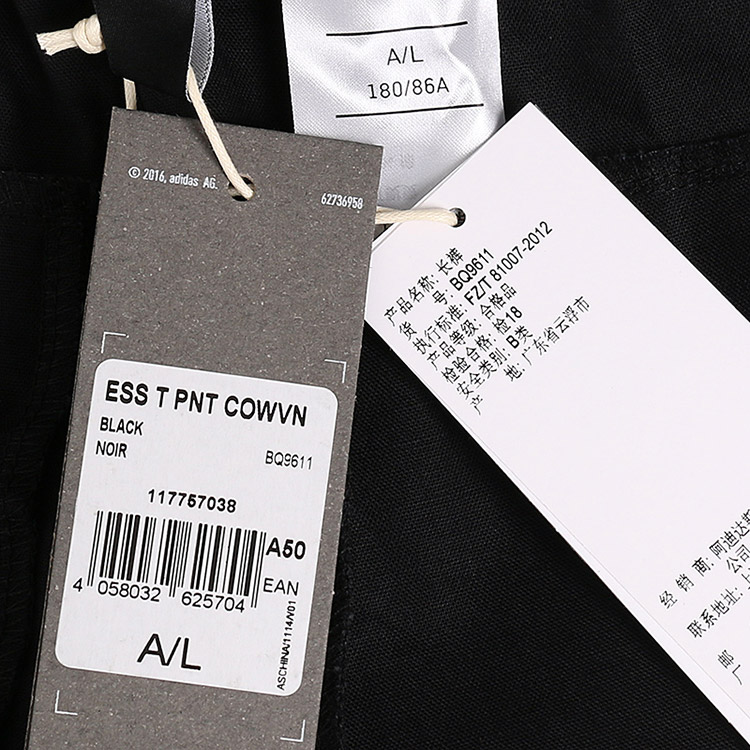 A/L
180/86A
© 2016, adidas AG.
62736958
ESS T PNT COWVN
BLACK
NOIR
BQ9611
117757038
A50
EAN
4 058032 625704
A/L
ASCHINA/1114/V01
产品名称: 长裤
货 号: BQ9611
执行标准: FZ/T 81007-2012
产品等级: 合格品
检验合格: 检18
安全类别: B类
产 地: 广东省云浮市
经 销 商: 阿迪达斯
公司
联系地址:
邮
厂